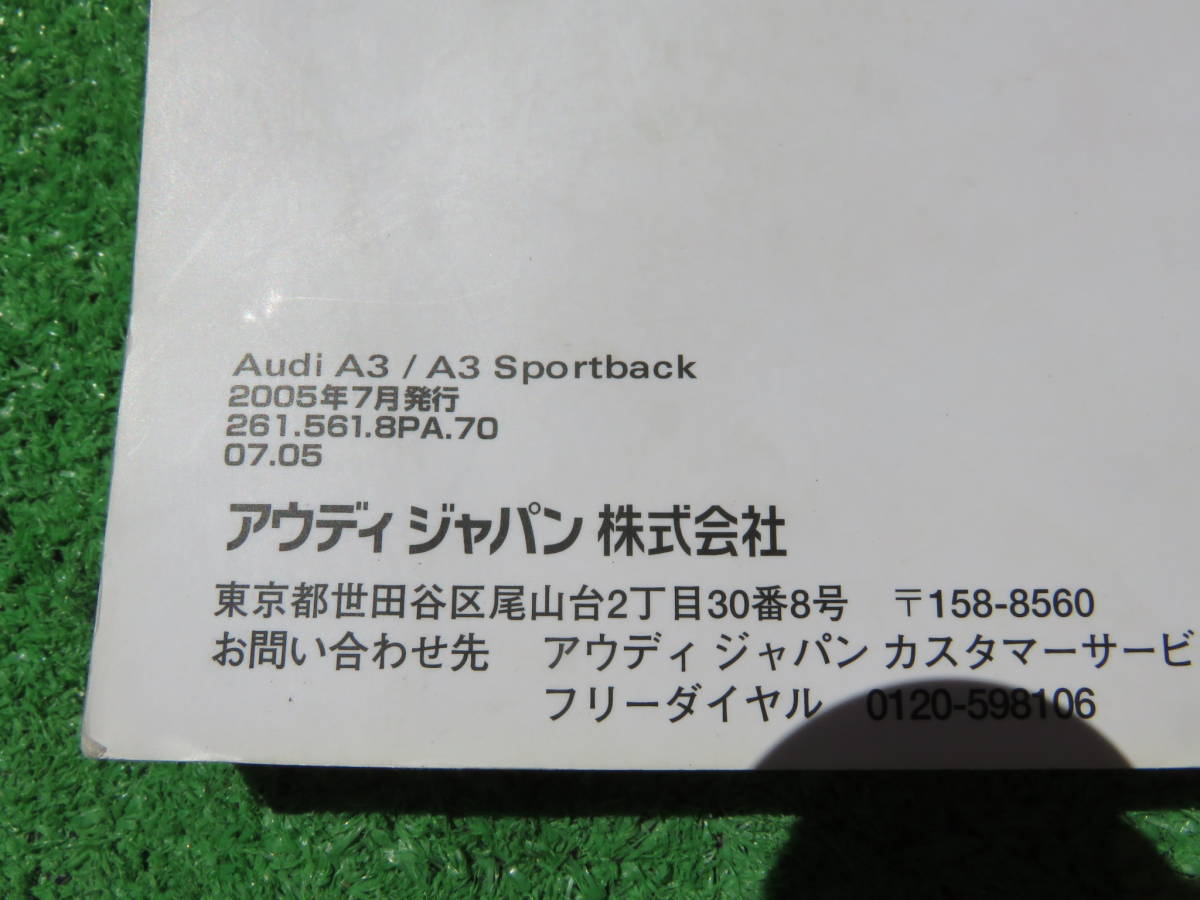 Audi A3 / A3 Sportback
2005年7月発行
261.561.8PA.70
07.05
アウディ ジャパン 株式会社
東京都世田谷区尾山台2丁目30番8号　〒158-8560
お問い合わせ先　アウディ ジャパン カスタマーサービ
フリーダイヤル　0120-598106